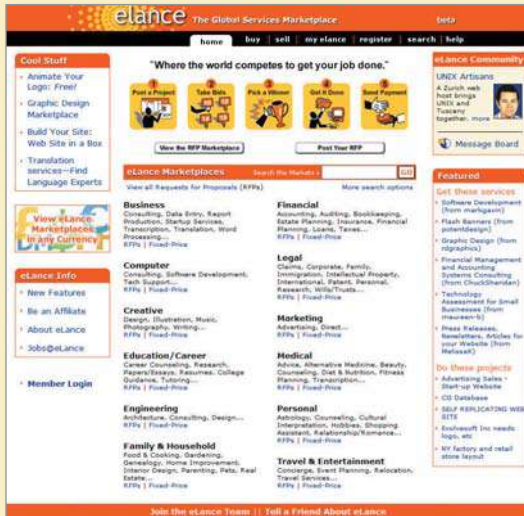 elance The Global Services Marketplace beta
home | buy | sell | my elance | register | search | help
Cool Stuff
Animate Your
Logo: Free!
Graphic Design
Marketplace
Build Your Site:
Web Site in a Box
Translation
services—Find
Language Experts
View eLance
Marketplaces
in any Currency
eLance Info
New Features
Be an Affiliate
About eLance
Jobs@eLance
Member Login
"Where the world competes to get your job done."
1 2 3 4 5
Post a Project Take Bids Pick a Winner Get It Done Send Payment
View the RFP Marketplace Post Your RFP
eLance Marketplaces Search the Markets GO
View all Requests for Proposals (RFPs) More search options
Business
Consulting, Data Entry, Report
Production, Startup Services,
Transcription, Translation, Word
Processing...
RFPs | Fixed-Price
Computer
Consulting, Software Development,
Tech Support...
RFPs | Fixed-Price
Creative
Design, Illustration, Music,
Photography, Writing...
RFPs | Fixed-Price
Education/Career
Career Counseling, Research,
Papers/Essays, Resumes, College
Guidance, Tutoring...
RFPs | Fixed-Price
Engineering
Architecture, Consulting, Design...
RFPs | Fixed-Price
Family & Household
Food & Cooking, Gardening,
Genealogy, Home Improvement,
Interior Design, Parenting, Pets, Real
Estate...
RFPs | Fixed-Price
Financial
Accounting, Auditing, Bookkeeping,
Estate Planning, Insurance, Financial
Planning, Loans, Taxes...
RFPs | Fixed-Price
Legal
Claims, Corporate, Family,
Immigration, Intellectual Property,
International, Patent, Personal,
Research, Wills/Trusts...
RFPs | Fixed-Price
Marketing
Advertising, Direct...
RFPs | Fixed-Price
Medical
Advice, Alternative Medicine, Beauty,
Counseling, Diet & Nutrition, Fitness
Planning, Transcription...
RFPs | Fixed-Price
Personal
Astrology, Counseling, Cultural
Interpretation, Hobbies, Shopping
Assistant, Relationship/Romance...
RFPs | Fixed-Price
Travel & Entertainment
Concierge, Event Planning, Relocation,
Travel Services...
RFPs | Fixed-Price
eLance Community
UNIX Artisans
A Zurich web
host brings
UNIX and
Tuscany
together. more
Message Board
Featured
Get these services
Software Development
(from markgavin)
Flash Banners (from
potentdesign)
Graphic Design (from
rdgraphics)
Financial Management
and Accounting
Systems Consulting
(from ChuckSheridan)
Technology
Assessment for Small
Businesses (from
maureen-b)
Press Releases,
Newsletters, Articles for
your Website (from
MelissaK)
Do these projects
Advertising Sales -
Start-up Website
CD Database
SELF REPLICATING WEB
SITE
Evolvesoft Inc needs
logo, etc
NY factory and retail
store layout
Join the eLance Team || Tell a Friend About eLance